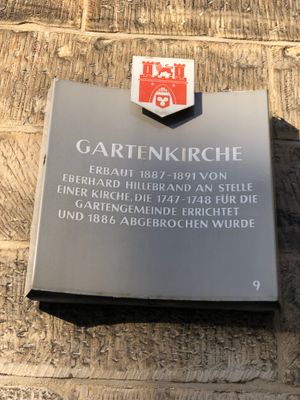 GARTENKIRCHE
ERBAUT 1887-1891 VON
EBERHARD HILLEBRAND AN STELLE
EINER KIRCHE, DIE 1747-1748 FÜR DIE
GARTENGEMEINDE ERRICHTET
UND 1886 ABGEBROCHEN WURDE
9